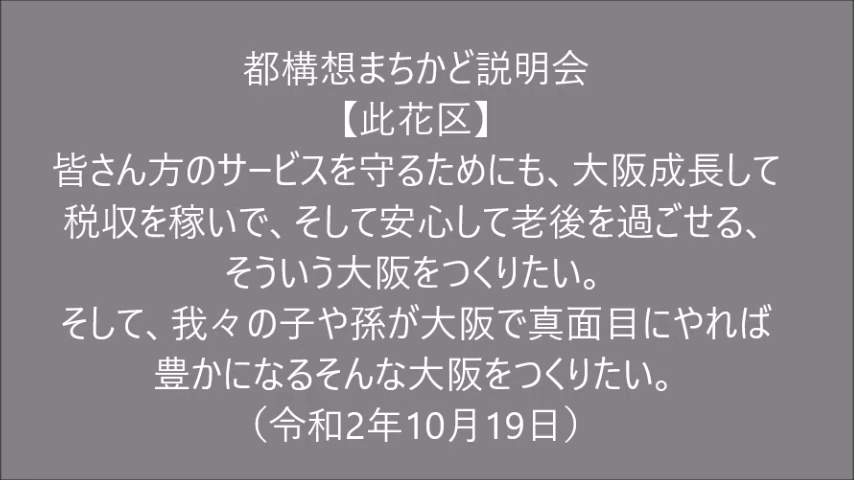 都構想まちかど説明会
【此花区】
皆さん方のサービスを守るためにも、大阪成長して
税収を稼いで、そして安心して老後を過ごせる、
そういう大阪をつくりたい。
そして、我々の子や孫が大阪で真面目にやれば
豊かになるそんな大阪をつくりたい。
（令和2年10月19日）